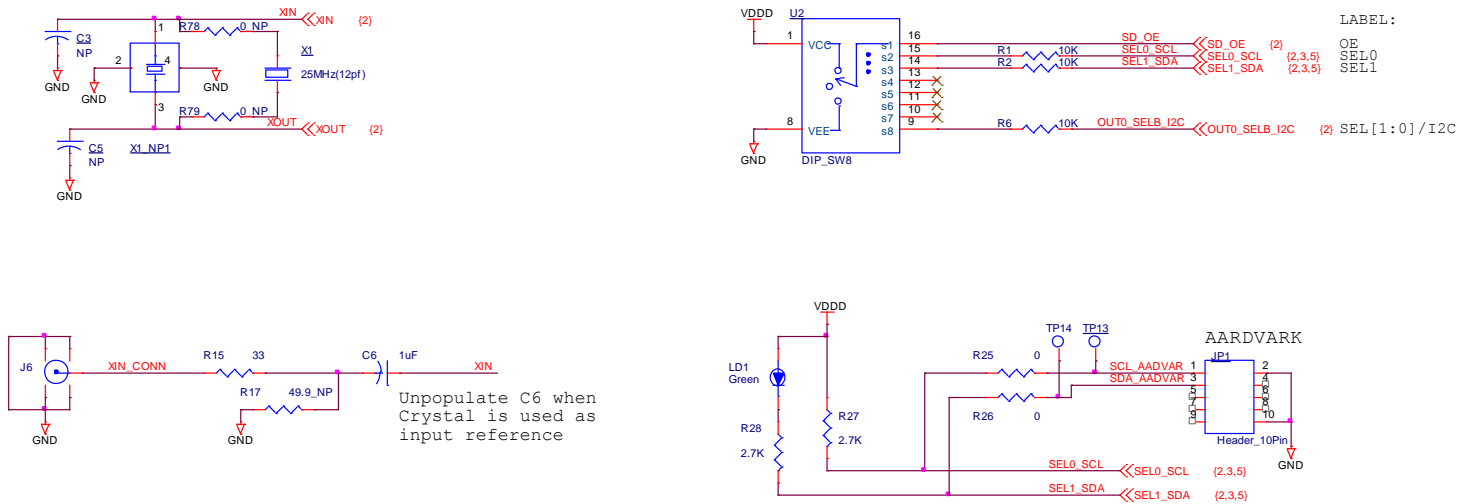 XIN
XIN {2}
R78 0_NP
C3
NP
1
2
4
3
GND
GND
GND
X1
25MHz(12pf)
R79 0_NP
XOUT
XOUT {2}
C5
NP
X1_NP1
GND
VDDD
U2
LABEL:
1 VCC
s1 16 SD_OE SD_OE {2} OE
s2 15 R1 10K SEL0_SCL SEL0_SCL {2,3,5} SEL0
s3 14 R2 10K SEL1_SDA SEL1_SDA {2,3,5} SEL1
s4 13
s5 12
s6 11
s7 10
8 VEE
s8 9 R6 10K OUT0_SELB_I2C OUT0_SELB_I2C {2} SEL[1:0]/I2C
GND
DIP_SW8
J6
XIN_CONN
R15 33
C6 1uF
XIN
R17 49.9_NP
GND
GND
Unpopulate C6 when
Crystal is used as
input reference
VDDD
LD1
Green
R28
2.7K
R27
2.7K
TP14 TP13
AARDVARK
JP1
R25 0
SCL_AADVAR 1 2
SDA_AADVAR 3 4
5 6
7 8
9 10
R26 0
Header_10Pin
GND
SEL0_SCL SEL0_SCL {2,3,5}
SEL1_SDA SEL1_SDA {2,3,5}